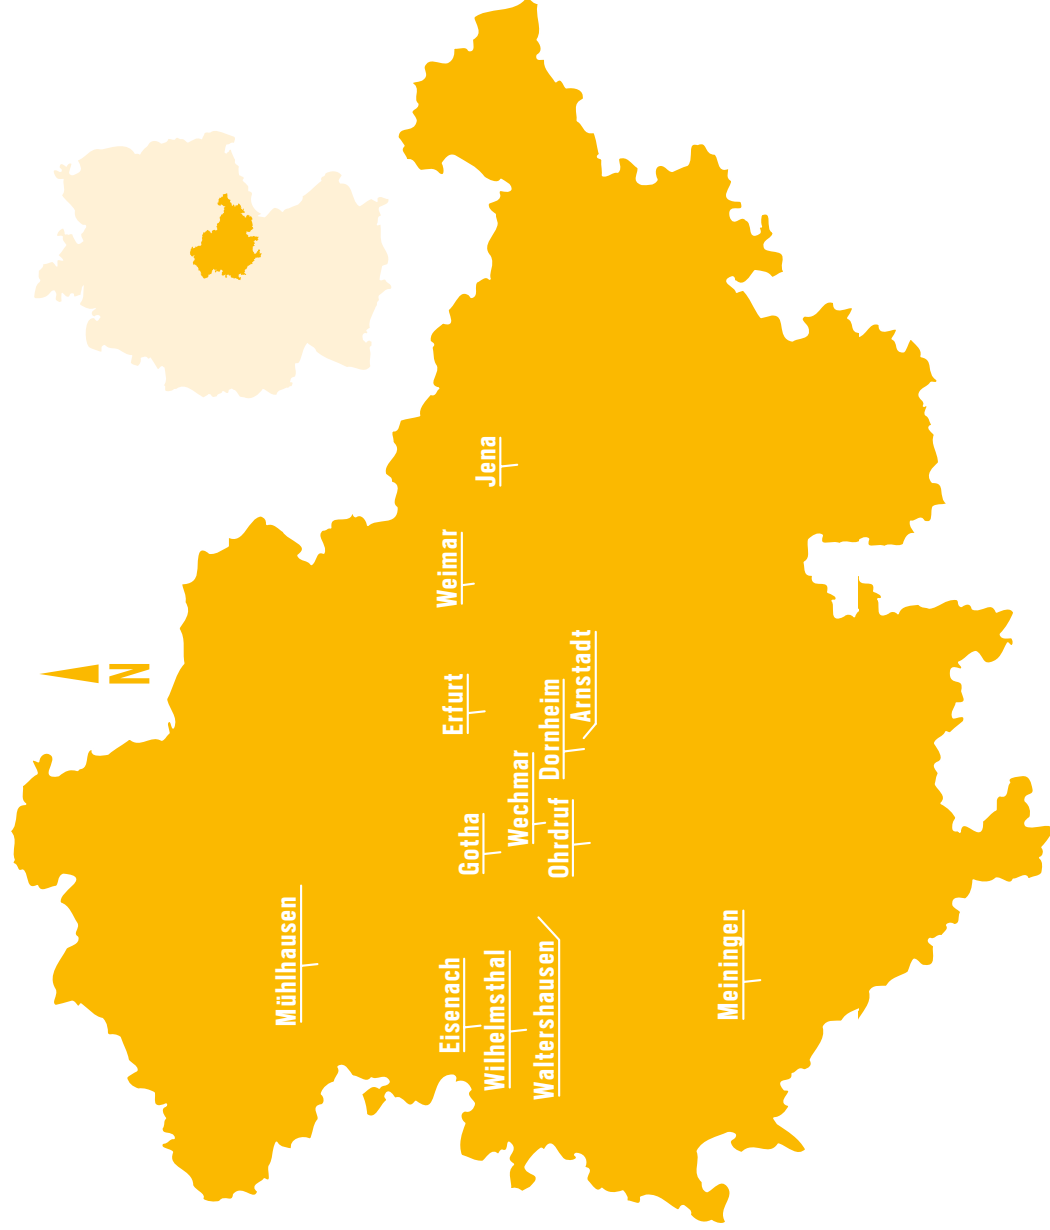 N
Mühlhausen
Eisenach
Wilhelmsthal
Waltershausen
Gotha
Wechmar
Ohrdruf
Dornheim
Arnstadt
Erfurt
Weimar
Jena
Meiningen